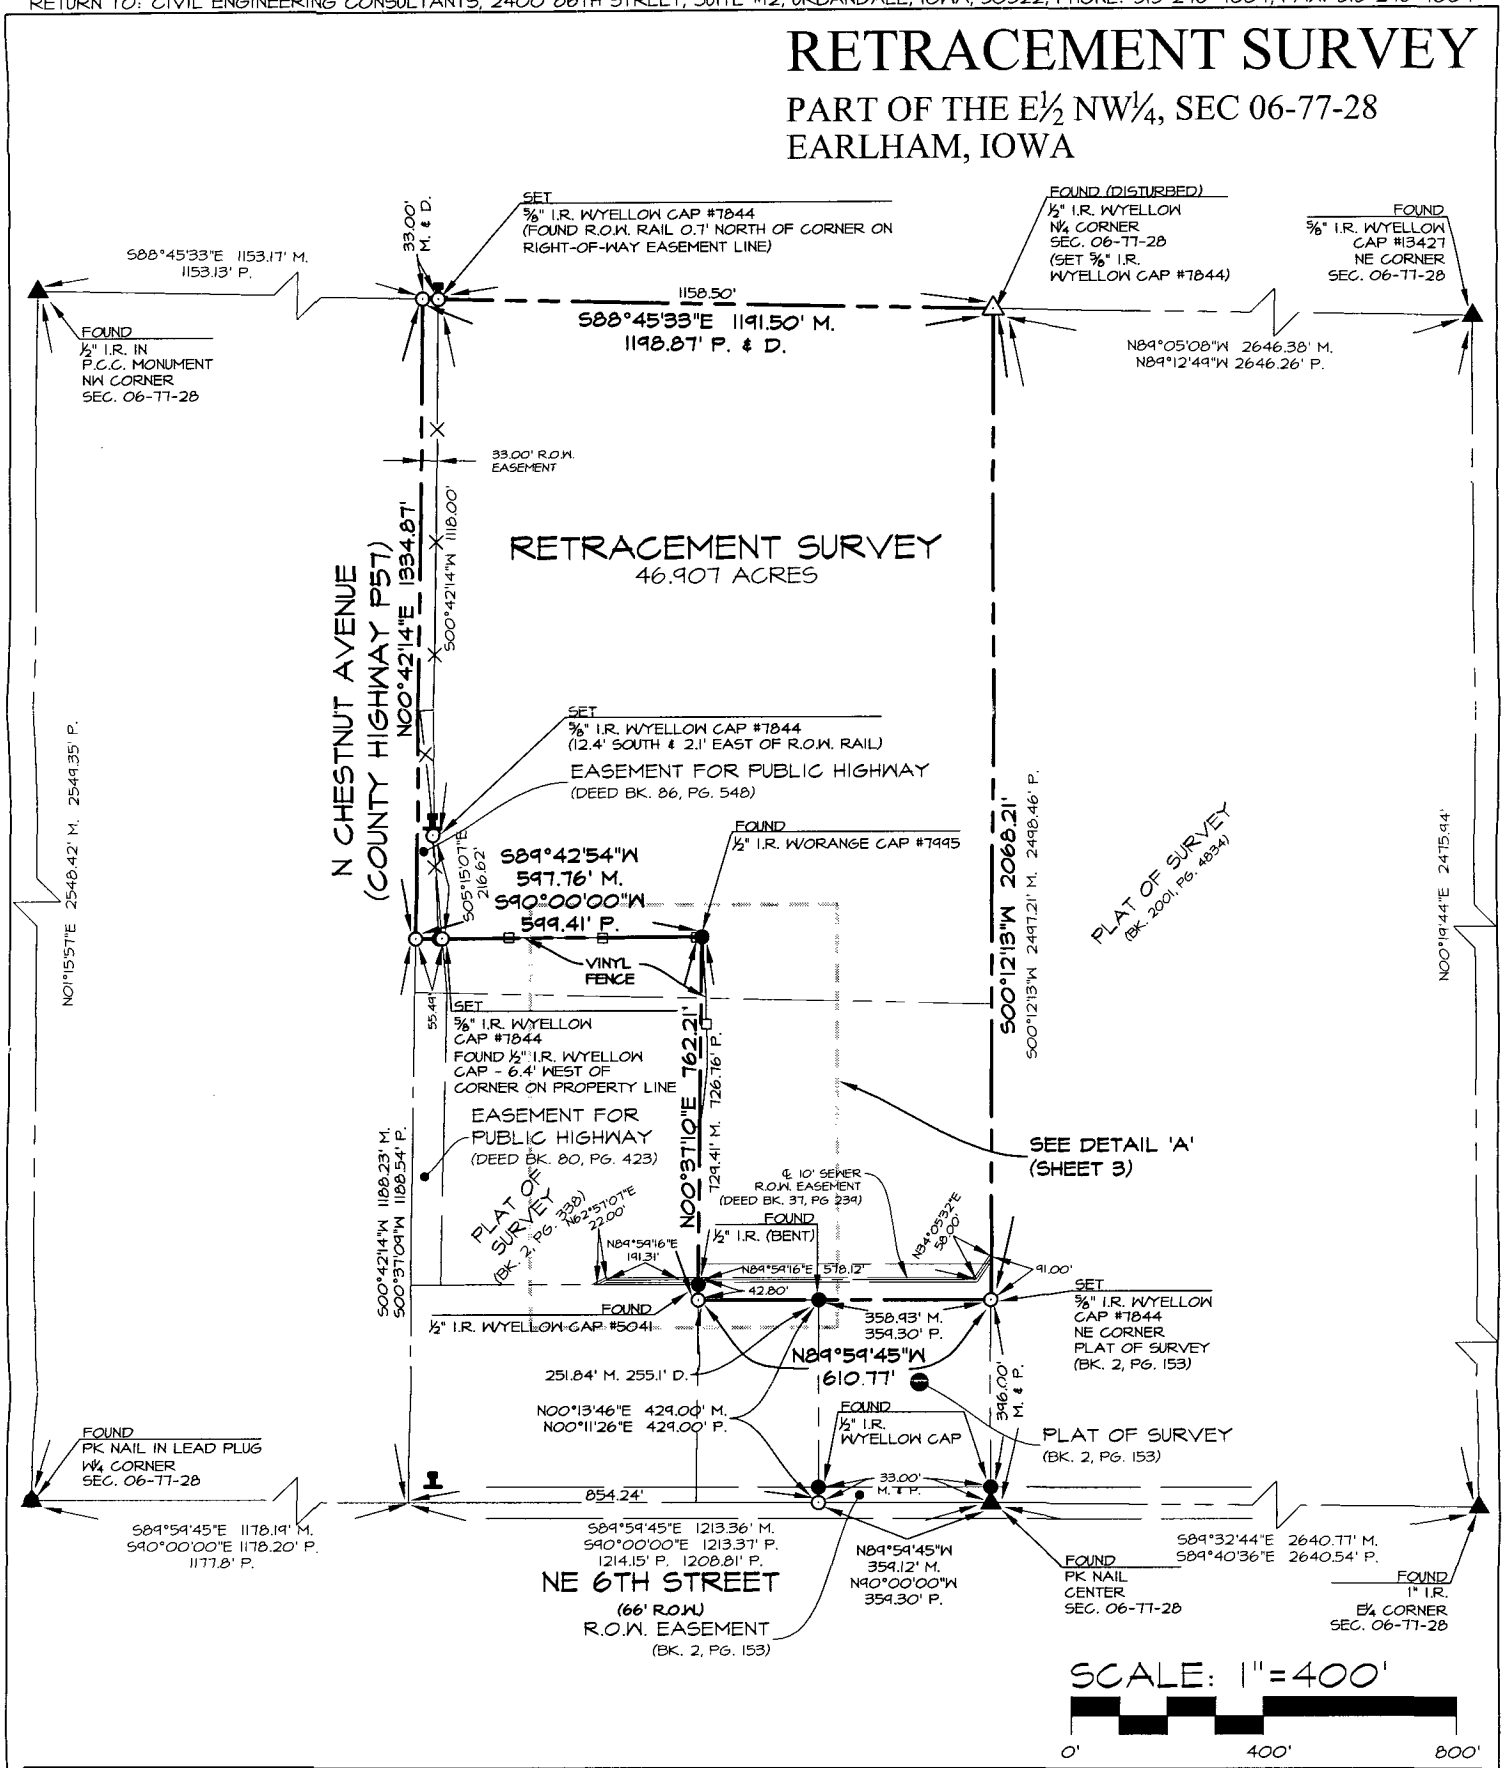 RETURN TO: CIVIL ENGINEERING CONSULTANTS, 2400 86TH STREET, SUITE #12, URBANDALE, IOWA, 50322, PHONE:
RETRACEMENT SURVEY
PART OF THE E½ NW¼, SEC 06-77-28
EARLHAM, IOWA
S88°45'33"E 1153.17' M.
1153.13' P.
33.00'
M. & D.
SET
⅝" I.R. W/YELLOW CAP #7844
(FOUND R.O.W. RAIL 0.7' NORTH OF CORNER ON
RIGHT-OF-WAY EASEMENT LINE)
FOUND (DISTURBED)
½" I.R. W/YELLOW
N¼ CORNER
SEC. 06-77-28
(SET ⅝" I.R.
W/YELLOW CAP #7844)
FOUND
⅝" I.R. W/YELLOW
CAP #13427
NE CORNER
SEC. 06-77-28
FOUND
½" I.R. IN
P.C.C. MONUMENT
NW CORNER
SEC. 06-77-28
1158.50'
S88°45'33"E 1191.50' M.
1198.87' P. & D.
N89°05'08"W 2646.38' M.
N89°12'49"W 2646.26' P.
33.00' R.O.W.
EASEMENT
N CHESTNUT AVENUE
(COUNTY HIGHWAY P57)
N00°42'14"E 1334.87'
S00°42'14"W 1118.00'
RETRACEMENT SURVEY
46.907 ACRES
SET
⅝" I.R. W/YELLOW CAP #7844
(12.4' SOUTH & 2.1' EAST OF R.O.W. RAIL)
EASEMENT FOR PUBLIC HIGHWAY
(DEED BK. 86, PG. 548)
N01°15'57"E 2548.42' M. 2549.35' P.
S05°15'07"E
216.62'
S89°42'54"W
597.76' M.
S90°00'00"W
599.41' P.
FOUND
½" I.R. W/ORANGE CAP #7995
S00°12'13"W 2068.21'
S00°12'13"W 2497.21' M. 2498.46' P.
PLAT OF SURVEY
(BK. 2001, PG. 4834)
N00°19'44"E 2475.94'
VINYL
FENCE
55.49'
SET
⅝" I.R. W/YELLOW
CAP #7844
FOUND ½" I.R. W/YELLOW
CAP - 6.4' WEST OF
CORNER ON PROPERTY LINE
N00°37'10"E 762.21'
729.41' M. 726.76' P.
EASEMENT FOR
PUBLIC HIGHWAY
(DEED BK. 80, PG. 423)
S00°42'14"W 1188.23' M.
S00°37'09"W 1188.54' P.
PLAT OF
SURVEY
(BK. 2, PG. 338)
N62°57'07"E
22.00'
SEE DETAIL 'A'
(SHEET 3)
℄ 10' SEWER
R.O.W. EASEMENT
(DEED BK. 37, PG 239)
FOUND
½" I.R. (BENT)
N34°05'32"E
58.00'
N89°59'16"E
191.31'
N89°59'16"E 578.12'
42.80'
91.00'
FOUND
½" I.R. W/YELLOW CAP #5041
358.93' M.
359.30' P.
SET
⅝" I.R. W/YELLOW
CAP #7844
NE CORNER
PLAT OF SURVEY
(BK. 2, PG. 153)
N89°59'45"W
610.77'
251.84' M. 255.1' D.
N00°13'46"E 429.00' M.
N00°11'26"E 429.00' P.
396.00'
M. & P.
FOUND
½" I.R.
W/YELLOW CAP
PLAT OF SURVEY
(BK. 2, PG. 153)
FOUND
PK NAIL IN LEAD PLUG
W¼ CORNER
SEC. 06-77-28
854.24'
33.00'
M. & P.
S89°59'45"E 1178.19' M.
S90°00'00"E 1178.20' P.
1177.8' P.
S89°59'45"E 1213.36' M.
S90°00'00"E 1213.37' P.
1214.15' P. 1208.81' P.
N89°59'45"W
359.12' M.
N90°00'00"W
359.30' P.
S89°32'44"E 2640.77' M.
S89°40'36"E 2640.54' P.
NE 6TH STREET
(66' R.O.W.)
R.O.W. EASEMENT
(BK. 2, PG. 153)
FOUND
PK NAIL
CENTER
SEC. 06-77-28
FOUND
1" I.R.
E¼ CORNER
SEC. 06-77-28
SCALE: 1"=400'
0' 400' 800'